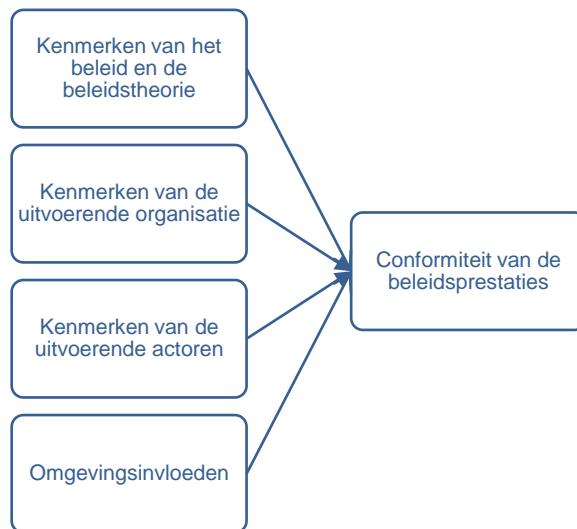 Kenmerken van het
beleid en de
beleidstheorie
Kenmerken van de
uitvoerende organisatie
Kenmerken van de
uitvoerende actoren
Omgevingsinvloeden
Conformiteit van de
beleidsprestaties